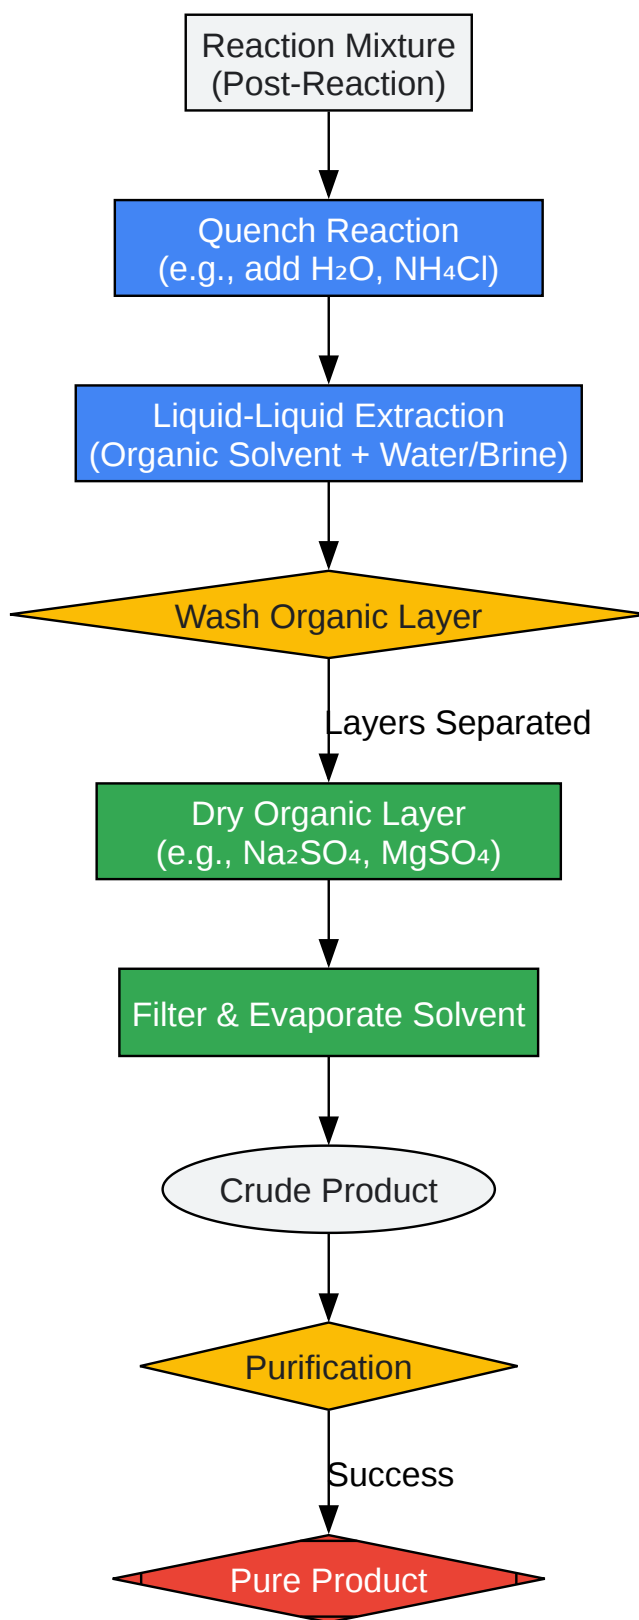 Reaction Mixture
(Post-Reaction)
Quench Reaction
(e.g., add H₂O, NH₄Cl)
Liquid-Liquid Extraction
(Organic Solvent + Water/Brine)
Wash Organic Layer
Layers Separated
Dry Organic Layer
(e.g., Na₂SO₄, MgSO₄)
Filter & Evaporate Solvent
Crude Product
Purification
Success
Pure Product